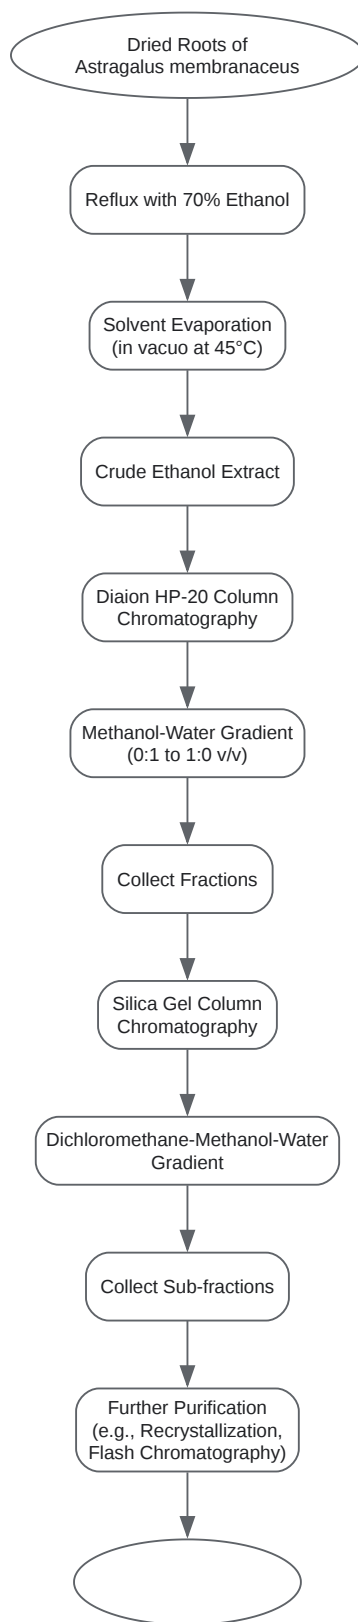 Dried Roots of
Astragalus membranaceus
Reflux with 70% Ethanol
Solvent Evaporation
(in vacuo at 45°C)
Crude Ethanol Extract
Diaion HP-20 Column
Chromatography
Methanol-Water Gradient
(0:1 to 1:0 v/v)
Collect Fractions
Silica Gel Column
Chromatography
Dichloromethane-Methanol-Water
Gradient
Collect Sub-fractions
Further Purification
(e.g., Recrystallization,
Flash Chromatography)